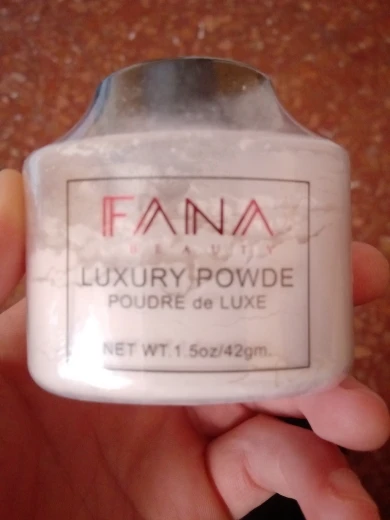 FANA
BEAUTY
LUXURY POWDE
POUDRE de LUXE
NET WT.1.5oz/42gm.